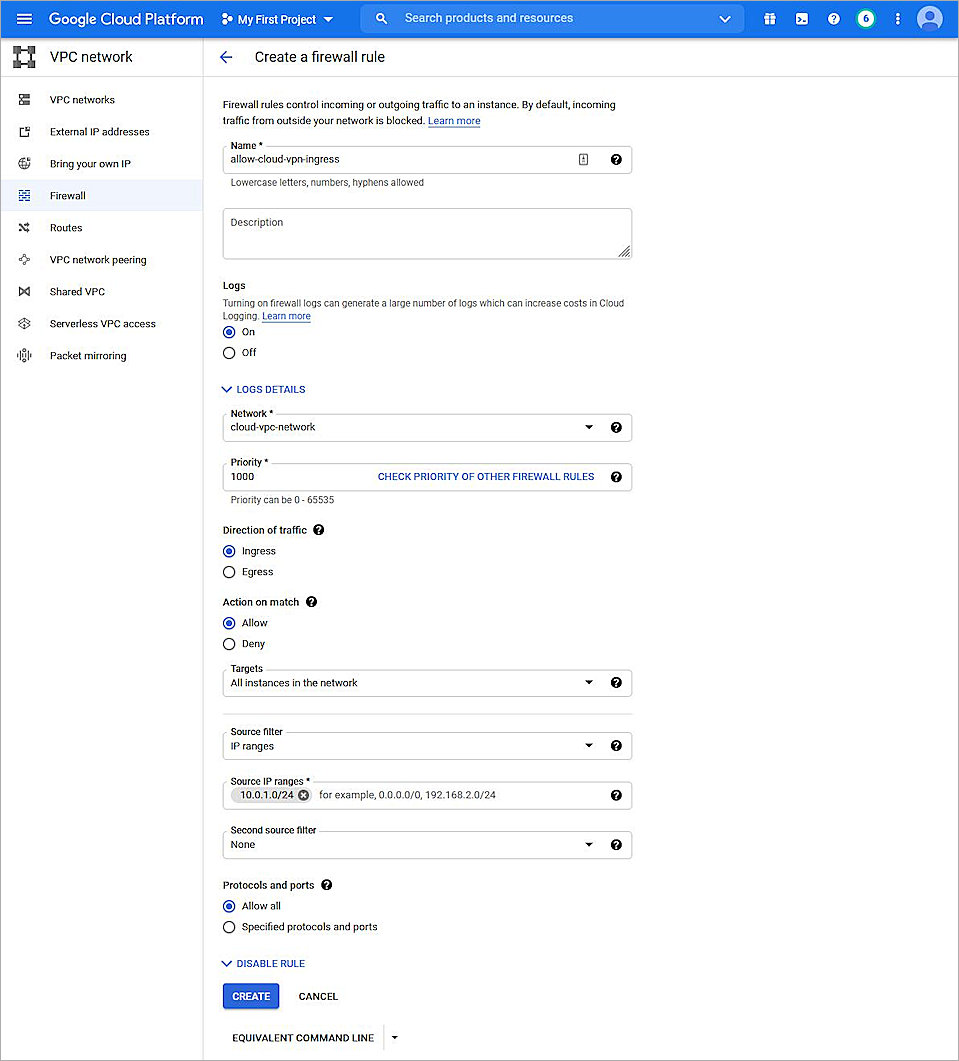 Google Cloud Platform My First Project Search products and resources 6
VPC network
Create a firewall rule
VPC networks
External IP addresses
Bring your own IP
Firewall
Routes
VPC network peering
Shared VPC
Serverless VPC access
Packet mirroring
Firewall rules control incoming or outgoing traffic to an instance. By default, incoming
traffic from outside your network is blocked. Learn more
Name *
allow-cloud-vpn-ingress
Lowercase letters, numbers, hyphens allowed
Description
Logs
Turning on firewall logs can generate a large number of logs which can increase costs in Cloud
Logging. Learn more
On
Off
LOGS DETAILS
Network *
cloud-vpc-network
Priority *
1000 CHECK PRIORITY OF OTHER FIREWALL RULES
Priority can be 0 - 65535
Direction of traffic
Ingress
Egress
Action on match
Allow
Deny
Targets
All instances in the network
Source filter
IP ranges
Source IP ranges *
10.0.1.0/24 for example, 0.0.0.0/0, 192.168.2.0/24
Second source filter
None
Protocols and ports
Allow all
Specified protocols and ports
DISABLE RULE
CREATE CANCEL
EQUIVALENT COMMAND LINE